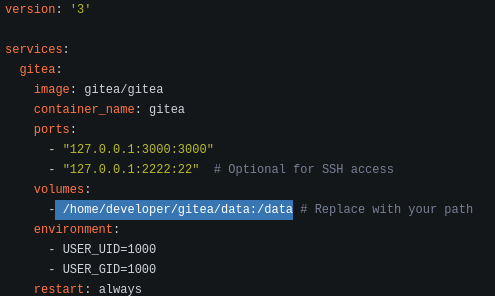 version: '3'

services:
  gitea:
    image: gitea/gitea
    container_name: gitea
    ports:
      - "127.0.0.1:3000:3000"
      - "127.0.0.1:2222:22"  # Optional for SSH access
    volumes:
      - /home/developer/gitea/data:/data # Replace with your path
    environment:
      - USER_UID=1000
      - USER_GID=1000
    restart: always